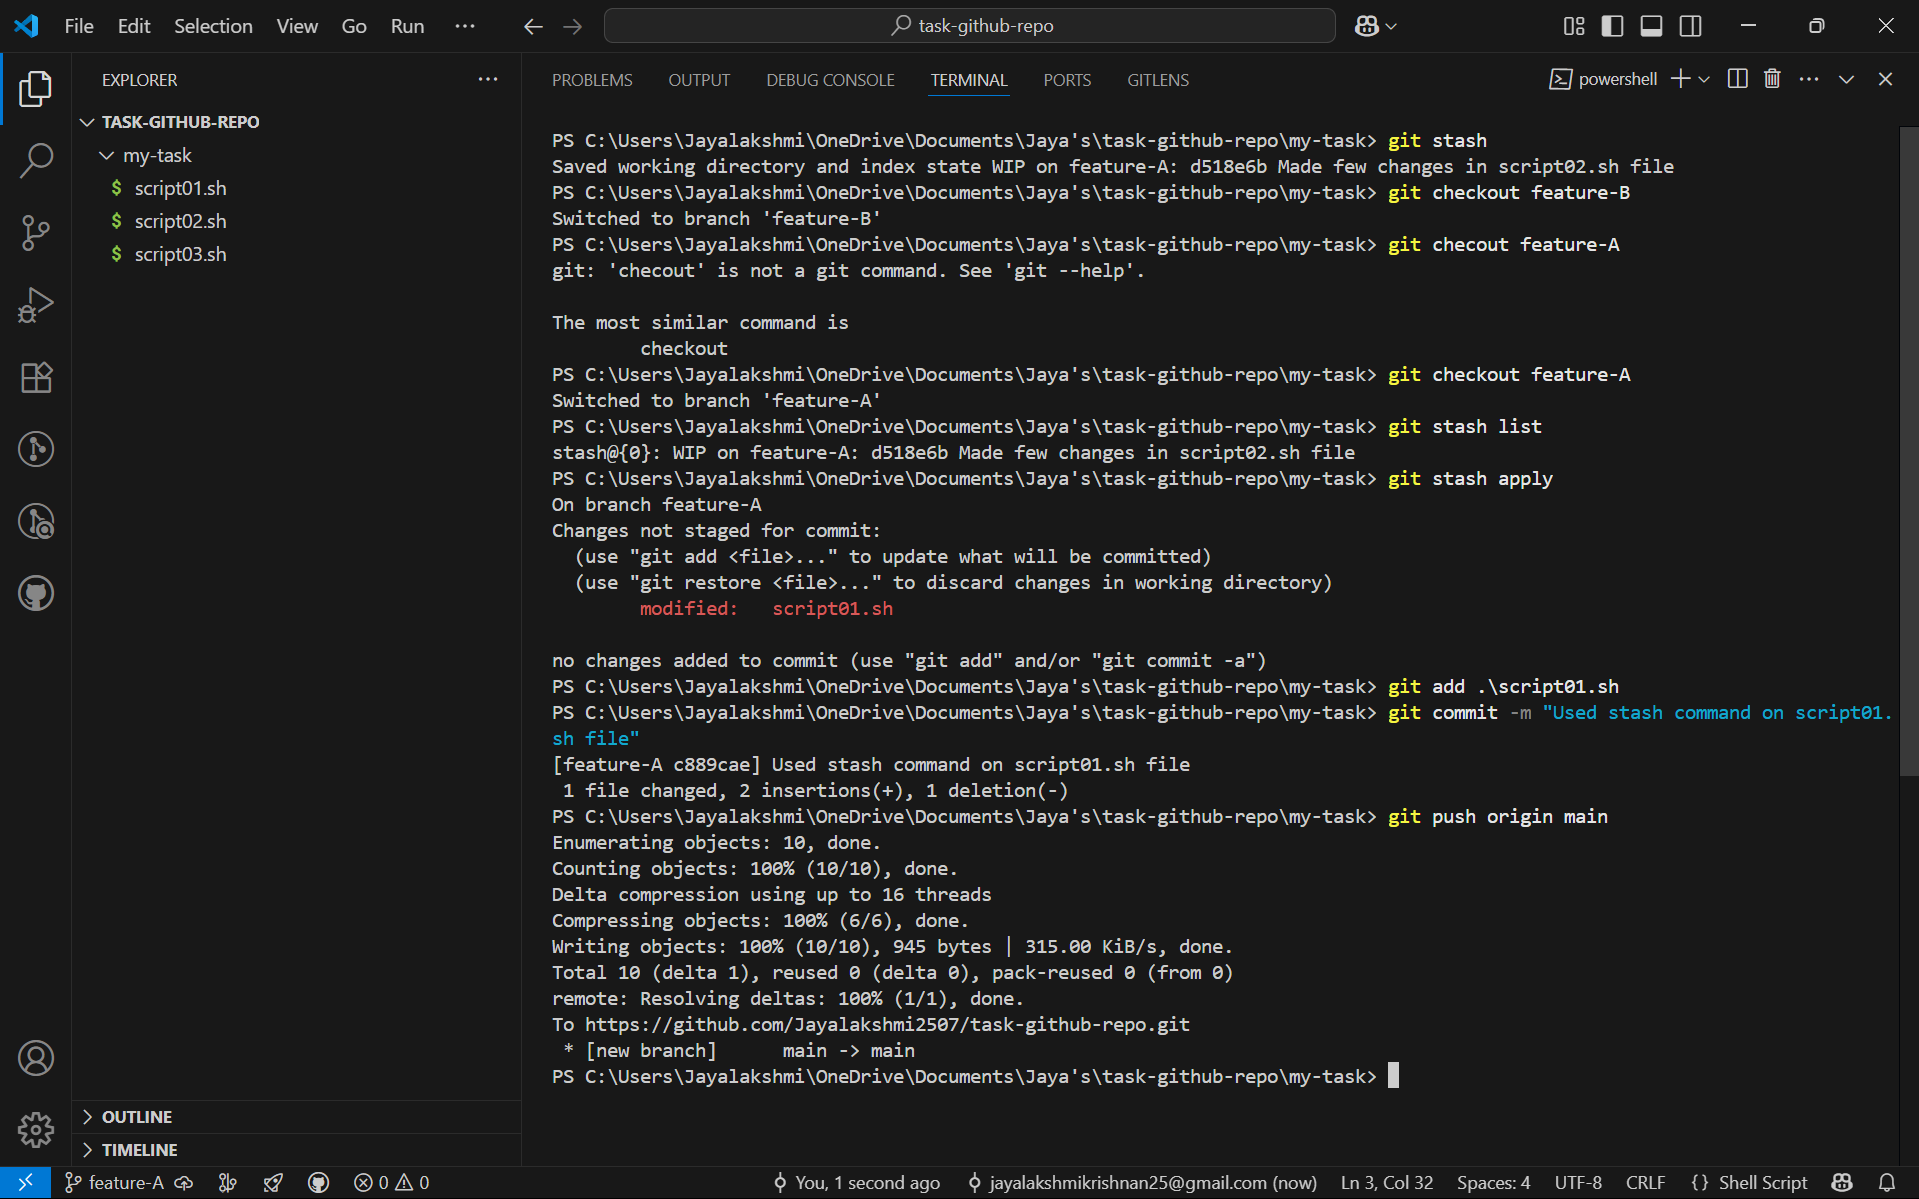 File Edit Selection View Go Run ···
task-github-repo
EXPLORER ···
TASK-GITHUB-REPO
my-task
$ script01.sh
$ script02.sh
$ script03.sh
OUTLINE
TIMELINE
PROBLEMS OUTPUT DEBUG CONSOLE TERMINAL PORTS GITLENS
powershell
PS C:\Users\Jayalakshmi\OneDrive\Documents\Jaya's\task-github-repo\my-task> git stash
Saved working directory and index state WIP on feature-A: d518e6b Made few changes in script02.sh file
PS C:\Users\Jayalakshmi\OneDrive\Documents\Jaya's\task-github-repo\my-task> git checkout feature-B
Switched to branch 'feature-B'
PS C:\Users\Jayalakshmi\OneDrive\Documents\Jaya's\task-github-repo\my-task> git checout feature-A
git: 'checout' is not a git command. See 'git --help'.
The most similar command is
checkout
PS C:\Users\Jayalakshmi\OneDrive\Documents\Jaya's\task-github-repo\my-task> git checkout feature-A
Switched to branch 'feature-A'
PS C:\Users\Jayalakshmi\OneDrive\Documents\Jaya's\task-github-repo\my-task> git stash list
stash@{0}: WIP on feature-A: d518e6b Made few changes in script02.sh file
PS C:\Users\Jayalakshmi\OneDrive\Documents\Jaya's\task-github-repo\my-task> git stash apply
On branch feature-A
Changes not staged for commit:
(use "git add <file>..." to update what will be committed)
(use "git restore <file>..." to discard changes in working directory)
modified: script01.sh
no changes added to commit (use "git add" and/or "git commit -a")
PS C:\Users\Jayalakshmi\OneDrive\Documents\Jaya's\task-github-repo\my-task> git add .\script01.sh
PS C:\Users\Jayalakshmi\OneDrive\Documents\Jaya's\task-github-repo\my-task> git commit -m "Used stash command on script01.
sh file"
[feature-A c889cae] Used stash command on script01.sh file
1 file changed, 2 insertions(+), 1 deletion(-)
PS C:\Users\Jayalakshmi\OneDrive\Documents\Jaya's\task-github-repo\my-task> git push origin main
Enumerating objects: 10, done.
Counting objects: 100% (10/10), done.
Delta compression using up to 16 threads
Compressing objects: 100% (6/6), done.
Writing objects: 100% (10/10), 945 bytes | 315.00 KiB/s, done.
Total 10 (delta 1), reused 0 (delta 0), pack-reused 0 (from 0)
remote: Resolving deltas: 100% (1/1), done.
To https://github.com/Jayalakshmi2507/task-github-repo.git
* [new branch] main -> main
PS C:\Users\Jayalakshmi\OneDrive\Documents\Jaya's\task-github-repo\my-task>
feature-A 0 0 You, 1 second ago jayalakshmikrishnan25@gmail.com (now) Ln 3, Col 32 Spaces: 4 UTF-8 CRLF {} Shell Script